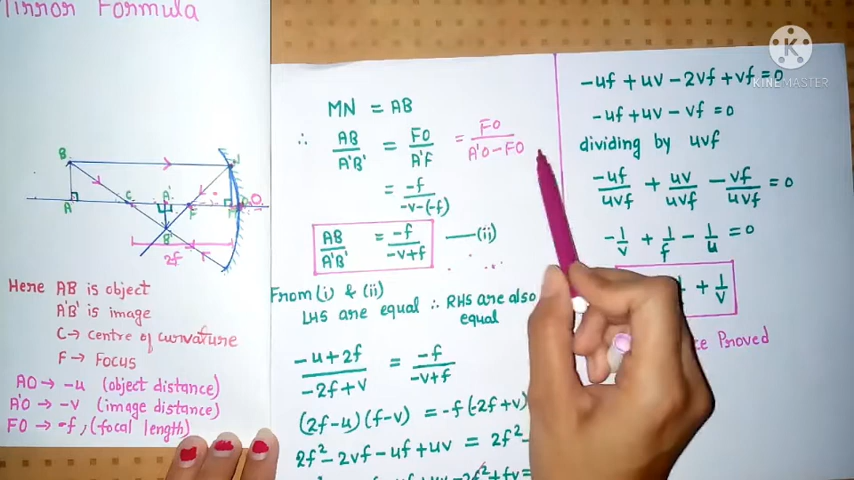 Mirror Formula
B
A
C
A'
B'
F
M
N
O
2f
Here AB is object
A'B' is image
C→ centre of curvature
F → Focus
AO → -u (object distance)
A'O → -v (image distance)
FO → -f, (focal length)
MN = AB
∴ AB/A'B' = FO/A'F = FO/A'O-FO
= -f/-v-(-f)
AB/A'B' = -f/-v+f —(ii)
From (i) & (ii)
LHS are equal ∴ RHS are also
equal
-u+2f/-2f+v = -f/-v+f
(2f-u)(f-v) = -f(-2f+v)
2f²-2vf-uf+uv = 2f²-
-uf+uv-2vf+vf=0
-uf+uv-vf=0
dividing by uvf
-uf/uvf + uv/uvf - vf/uvf = 0
-1/v + 1/f - 1/u = 0
+ 1/v
Proved
KINEMASTER